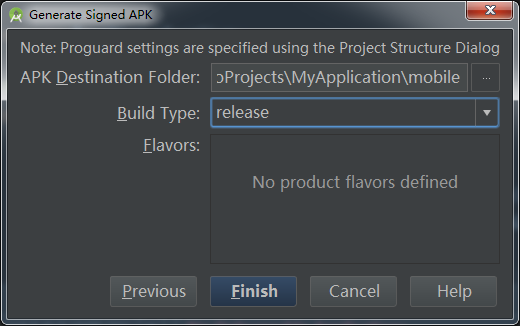 Generate Signed APK
Note: Proguard settings are specified using the Project Structure Dialog
APK Destination Folder: oProjects\MyApplication\mobile ...
Build Type: release
Flavors:
No product flavors defined
Previous Finish Cancel Help